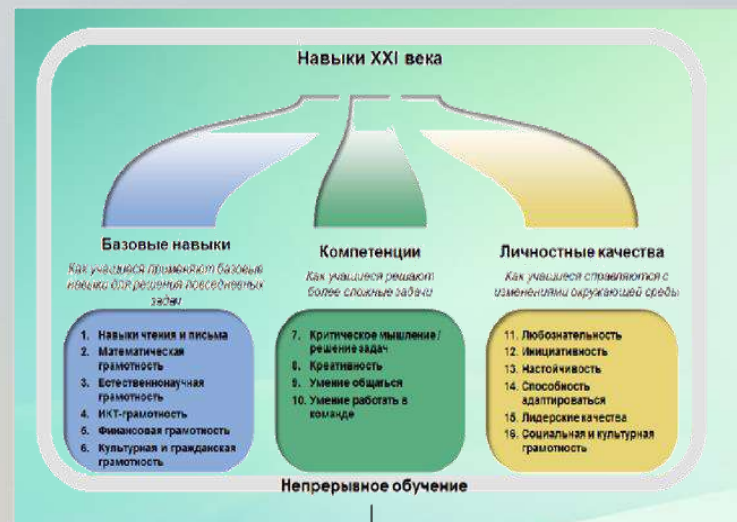 Навыки XXI века
Базовые навыки
Как учащиеся применяют базовые
навыки для решения повседневных
задач
1. Навыки чтения и письма
2. Математическая
грамотность
3. Естественнонаучная
грамотность
4. ИКТ-грамотность
5. Финансовая грамотность
6. Культурная и гражданская
грамотность
Компетенции
Как учащиеся решают
более сложные задачи
7. Критическое мышление /
решение задач
8. Креативность
9. Умение общаться
10. Умение работать в
команде
Личностные качества
Как учащиеся справляются с
изменениями окружающей среды
11. Любознательность
12. Инициативность
13. Настойчивость
14. Способность
адаптироваться
15. Лидерские качества
16. Социальная и культурная
грамотность
Непрерывное обучение